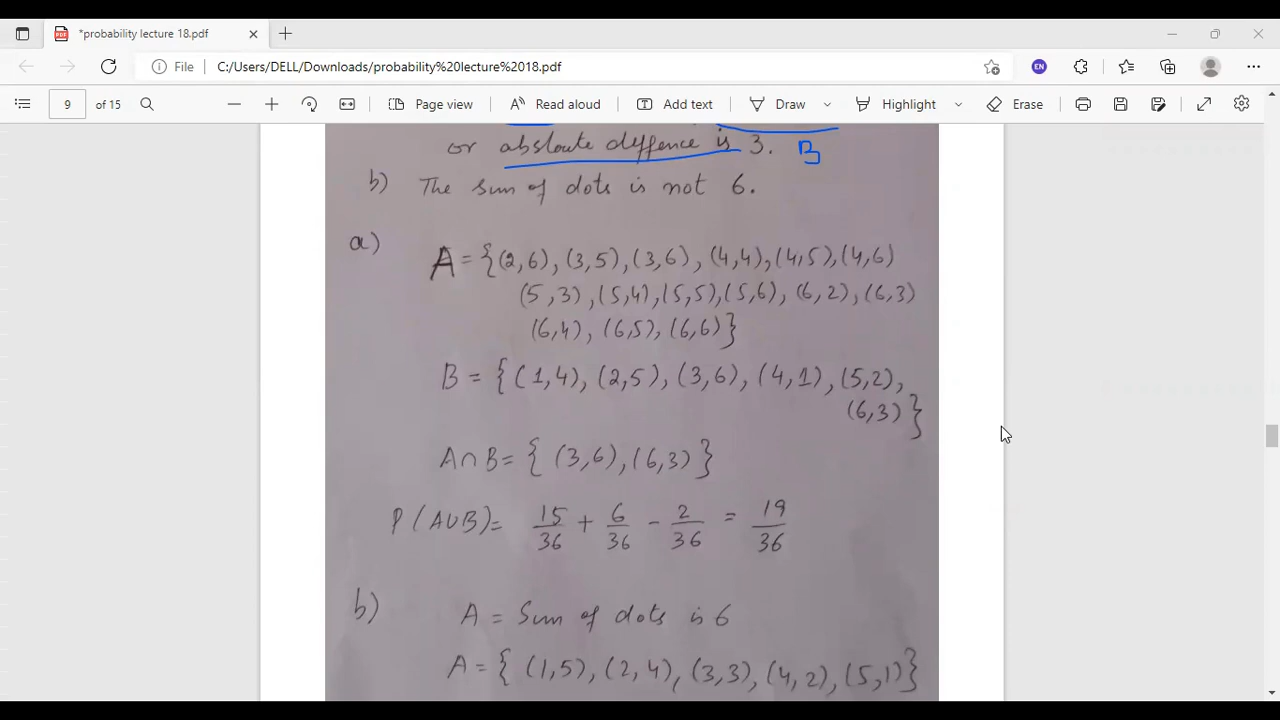 *probability lecture 18.pdf
File C:/Users/DELL/Downloads/probability%20lecture%2018.pdf
EN
9 of 15 Page view Read aloud Add text Draw Highlight Erase
or absloute diffence is 3. B
b) The sum of dots is not 6.
a) A = {(2,6), (3,5), (3,6), (4,4), (4,5), (4,6)
(5,3), (5,4), (5,5), (5,6), (6,2), (6,3)
(6,4), (6,5), (6,6)}
B = {(1,4), (2,5), (3,6), (4,1), (5,2),
(6,3)}
A∩B = {(3,6), (6,3)}
P(A∪B) = 15/36 + 6/36 - 2/36 = 19/36
b) A = Sum of dots is 6
A = {(1,5), (2,4), (3,3), (4,2), (5,1)}